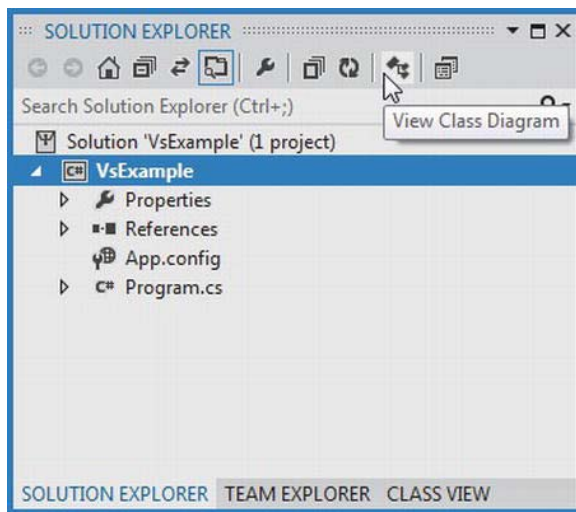 SOLUTION EXPLORER
Search Solution Explorer (Ctrl+;)
View Class Diagram
Solution 'VsExample' (1 project)
C# VsExample
Properties
References
App.config
C# Program.cs
SOLUTION EXPLORER TEAM EXPLORER CLASS VIEW